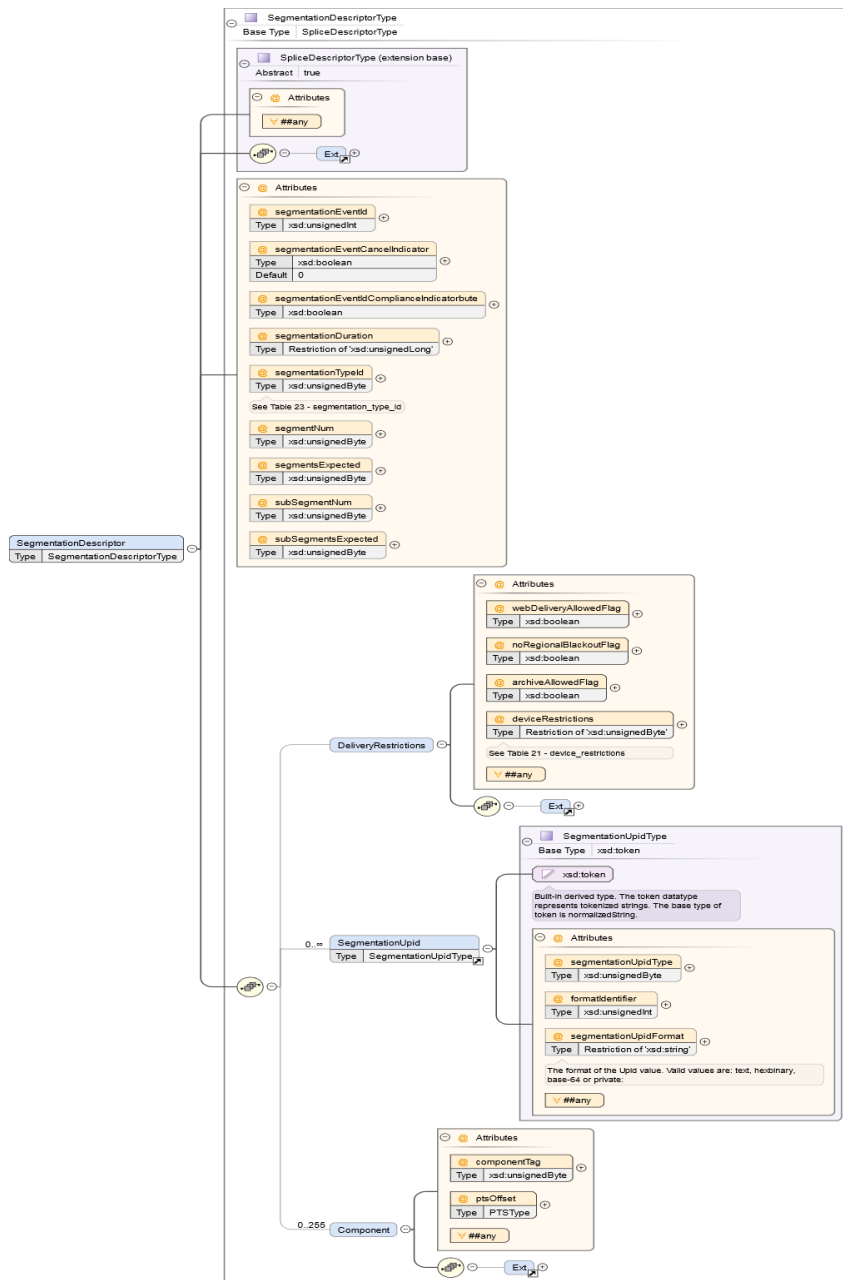 SegmentationDescriptorType
Base Type SpliceDescriptorType
SpliceDescriptorType (extension base)
Abstract true
@ Attributes
##any
Ext
@ Attributes
@ segmentationEventId
Type xsd:unsignedInt
@ segmentationEventCancelIndicator
Type xsd:boolean
Default 0
@ segmentationEventIdComplianceIndicatorbute
Type xsd:boolean
@ segmentationDuration
Type Restriction of 'xsd:unsignedLong'
@ segmentationTypeId
Type xsd:unsignedByte
See Table 23 - segmentation_type_id
@ segmentNum
Type xsd:unsignedByte
@ segmentsExpected
Type xsd:unsignedByte
@ subSegmentNum
Type xsd:unsignedByte
@ subSegmentsExpected
Type xsd:unsignedByte
SegmentationDescriptor
Type SegmentationDescriptorType
@ Attributes
@ webDeliveryAllowedFlag
Type xsd:boolean
@ noRegionalBlackoutFlag
Type xsd:boolean
@ archiveAllowedFlag
Type xsd:boolean
@ deviceRestrictions
Type Restriction of 'xsd:unsignedByte'
See Table 21 - device_restrictions
##any
DeliveryRestrictions
Ext
SegmentationUpidType
Base Type xsd:token
xsd:token
Built-in derived type. The token datatype
represents tokenized strings. The base type of
token is normalizedString.
0..∞
SegmentationUpid
Type SegmentationUpidType
@ Attributes
@ segmentationUpidType
Type xsd:unsignedByte
@ formatIdentifier
Type xsd:unsignedInt
@ segmentationUpidFormat
Type Restriction of 'xsd:string'
The format of the Upid value. Valid values are: text, hexbinary,
base-64 or private:
##any
@ Attributes
@ componentTag
Type xsd:unsignedByte
@ ptsOffset
Type PTSType
##any
0..255
Component
Ext